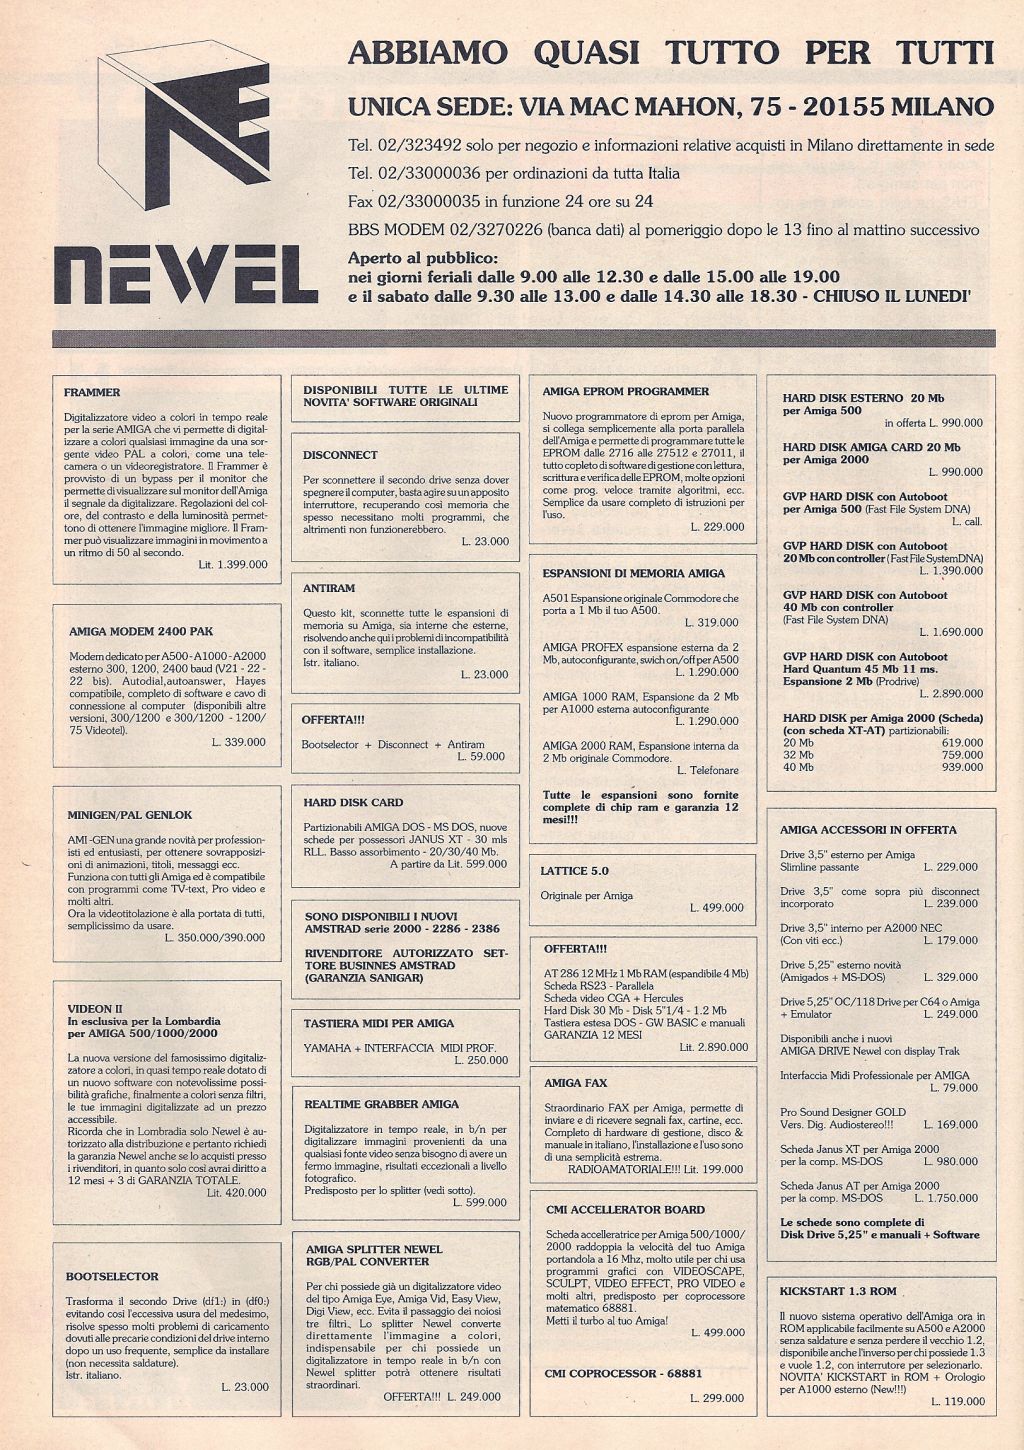 ABBIAMO QUASI TUTTO PER TUTTI
UNICA SEDE: VIA MAC MAHON, 75 - 20155 MILANO
Tel. 02/323492 solo per negozio e informazioni relative acquisti in Milano direttamente in sede
Tel. 02/33000036 per ordinazioni da tutta Italia
Fax 02/33000035 in funzione 24 ore su 24
BBS MODEM 02/3270226 (banca dati) al pomeriggio dopo le 13 fino al mattino successivo
NEWEL
Aperto al pubblico:
nei giorni feriali dalle 9.00 alle 12.30 e dalle 15.00 alle 19.00
e il sabato dalle 9.30 alle 13.00 e dalle 14.30 alle 18.30 - CHIUSO IL LUNEDI'
FRAMMER
Digitalizzatore video a colori in tempo reale
per la serie AMIGA che vi permette di digital-
izzare a colori qualsiasi immagine da una sor-
gente video PAL a colori, come una tele-
camera o un videoregistratore. Il Frammer è
provvisto di un bypass per il monitor che
permette di visualizzare sul monitor dell'Amiga
il segnale da digitalizzare. Regolazioni del col-
ore, del contrasto e della luminosità permet-
tono di ottenere l'immagine migliore. Il Fram-
mer può visualizzare immagini in movimento a
un ritmo di 50 al secondo.
Lit. 1.399.000
AMIGA MODEM 2400 PAK
Modem dedicato per A500 - A1000 - A2000
esterno 300, 1200, 2400 baud (V21 - 22 -
22 bis). Autodial,autoanswer, Hayes
compatibile, completo di software e cavo di
connessione al computer (disponibili altre
versioni, 300/1200 e 300/1200 - 1200/
75 Videotel).
L. 339.000
MINIGEN/PAL GENLOK
AMI-GEN una grande novità per profession-
isti ed entusiasti, per ottenere sovrapposizi-
oni di animazioni, titoli, messaggi ecc.
Funziona con tutti gli Amiga ed è compatibile
con programmi come TV-text, Pro video e
molti altri.
Ora la videotitolazione è alla portata di tutti,
semplicissimo da usare.
L. 350.000/390.000
VIDEON II
In esclusiva per la Lombardia
per AMIGA 500/1000/2000
La nuova versione del famosissimo digitaliz-
zatore a colori, in quasi tempo reale dotato di
un nuovo software con notevolissime possi-
bilità grafiche, finalmente a colori senza filtri,
le tue immagini digitalizzate ad un prezzo
accessibile.
Ricorda che in Lombradia solo Newel è au-
torizzato alla distribuzione e pertanto richiedi
la garanzia Newel anche se lo acquisti presso
i rivenditori, in quanto solo così avrai diritto a
12 mesi + 3 di GARANZIA TOTALE.
Lit. 420.000
BOOTSELECTOR
Trasforma il secondo Drive (df1:) in (df0:)
evitando così l'eccessiva usura del medesimo,
risolve spesso molti problemi di caricamento
dovuti alle precarie condizioni del drive interno
dopo un uso frequente, semplice da installare
(non necessita saldature).
Istr. italiano.
L. 23.000
DISPONIBILI TUTTE LE ULTIME
NOVITA' SOFTWARE ORIGINALI
DISCONNECT
Per sconnettere il secondo drive senza dover
spegnere il computer, basta agire su un apposito
interruttore, recuperando così memoria che
spesso necessitano molti programmi, che
altrimenti non funzionerebbero.
L. 23.000
ANTIRAM
Questo kit, sconnette tutte le espansioni di
memoria su Amiga, sia interne che esterne,
risolvendo anche qui i problemi di incompatibilità
con il software, semplice installazione.
Istr. italiano.
L. 23.000
OFFERTA!!!
Bootselector + Disconnect + Antiram
L. 59.000
HARD DISK CARD
Partizionabili AMIGA DOS - MS DOS, nuove
schede per possessori JANUS XT - 30 mls
RLL. Basso assorbimento - 20/30/40 Mb.
A partire da Lit. 599.000
SONO DISPONIBILI I NUOVI
AMSTRAD serie 2000 - 2286 - 2386
RIVENDITORE AUTORIZZATO SET-
TORE BUSINNES AMSTRAD
(GARANZIA SANIGAR)
TASTIERA MIDI PER AMIGA
YAMAHA + INTERFACCIA MIDI PROF.
L. 250.000
REALTIME GRABBER AMIGA
Digitalizzatore in tempo reale, in b/n per
digitalizzare immagini provenienti da una
qualsiasi fonte video senza bisogno di avere un
fermo immagine, risultati eccezionali a livello
fotografico.
Predisposto per lo splitter (vedi sotto).
L. 599.000
AMIGA SPLITTER NEWEL
RGB/PAL CONVERTER
Per chi possiede già un digitalizzatore video
del tipo Amiga Eye, Amiga Vid, Easy View,
Digi View, ecc. Evita il passaggio dei noiosi
tre filtri. Lo splitter Newel converte
direttamente l'immagine a colori,
indispensabile per chi possiede un
digitalizzatore in tempo reale in b/n con
Newel splitter potrà ottenere risultati
straordinari.
OFFERTA!!! L. 249.000
AMIGA EPROM PROGRAMMER
Nuovo programmatore di eprom per Amiga,
si collega semplicemente alla porta parallela
dell'Amiga e permette di programmare tutte le
EPROM dalle 2716 alle 27512 e 27011, il
tutto copleto di software di gestione con lettura,
scrittura e verifica delle EPROM, molte opzioni
come prog. veloce tramite algoritmi, ecc.
Semplice da usare completo di istruzioni per
l'uso.
L. 229.000
ESPANSIONI DI MEMORIA AMIGA
A501 Espansione originale Commodore che
porta a 1 Mb il tuo A500.
L. 319.000
AMIGA PROFEX espansione esterna da 2
Mb, autoconfigurante, swich on/off per A500
L. 1.290.000
AMIGA 1000 RAM, Espansione da 2 Mb
per A1000 esterna autoconfigurante
L. 1.290.000
AMIGA 2000 RAM, Espansione interna da
2 Mb originale Commodore.
L. Telefonare
Tutte le espansioni sono fornite
complete di chip ram e garanzia 12
mesi!!!
LATTICE 5.0
Originale per Amiga
L. 499.000
OFFERTA!!!
AT 286 12 MHz 1 Mb RAM (espandibile 4 Mb)
Scheda RS23 - Parallela
Scheda video CGA + Hercules
Hard Disk 30 Mb - Disk 5"1/4 - 1.2 Mb
Tastiera estesa DOS - GW BASIC e manuali
GARANZIA 12 MESI
Lit. 2.890.000
AMIGA FAX
Straordinario FAX per Amiga, permette di
inviare e di ricevere segnali fax, cartine, ecc.
Completo di hardware di gestione, disco &
manuale in italiano, l'installazione e l'uso sono
di una semplicità estrema.
RADIOAMATORIALE!!! Lit. 199.000
CMI ACCELLERATOR BOARD
Scheda acceleratrice per Amiga 500/1000/
2000 raddoppia la velocità del tuo Amiga
portandola a 16 Mhz, molto utile per chi usa
programmi grafici con VIDEOSCAPE,
SCULPT, VIDEO EFFECT, PRO VIDEO e
molti altri, predisposto per coprocessore
matematico 68881.
Metti il turbo al tuo Amiga!
L. 499.000
CMI COPROCESSOR - 68881
L. 299.000
HARD DISK ESTERNO 20 Mb
per Amiga 500
in offerta L. 990.000
HARD DISK AMIGA CARD 20 Mb
per Amiga 2000
L. 990.000
GVP HARD DISK con Autoboot
per Amiga 500 (Fast File System DNA)
L. call.
GVP HARD DISK con Autoboot
20 Mb con controller (Fast File System DNA)
L. 1.390.000
GVP HARD DISK con Autoboot
40 Mb con controller
(Fast File System DNA)
L. 1.690.000
GVP HARD DISK con Autoboot
Hard Quantum 45 Mb 11 ms.
Espansione 2 Mb (Prodrive)
L. 2.890.000
HARD DISK per Amiga 2000 (Scheda)
(con scheda XT-AT) partizionabili:
20 Mb 619.000
32 Mb 759.000
40 Mb 939.000
AMIGA ACCESSORI IN OFFERTA
Drive 3,5" esterno per Amiga
Slimline passante L. 229.000
Drive 3,5" come sopra più disconnect
incorporato L. 239.000
Drive 3,5" interno per A2000 NEC
(Con viti ecc.) L. 179.000
Drive 5,25" esterno novità
(Amigados + MS-DOS) L. 329.000
Drive 5,25" OC/118 Drive per C64 o Amiga
+ Emulator L. 249.000
Disponibili anche i nuovi
AMIGA DRIVE Newel con display Trak
Interfaccia Midi Professionale per AMIGA
L. 79.000
Pro Sound Designer GOLD
Vers. Dig. Audiostereo!!! L. 169.000
Scheda Janus XT per Amiga 2000
per la comp. MS-DOS L. 980.000
Scheda Janus AT per Amiga 2000
per la comp. MS-DOS L. 1.750.000
Le schede sono complete di
Disk Drive 5,25" e manuali + Software
KICKSTART 1.3 ROM
Il nuovo sistema operativo dell'Amiga ora in
ROM applicabile facilmente su A500 e A2000
senza saldature e senza perdere il vecchio 1.2,
disponibile anche l'inverso per chi possiede 1.3
e vuole 1.2, con interrutore per selezionarlo.
NOVITA' KICKSTART in ROM + Orologio
per A1000 esterno (New!!!)
L. 119.000